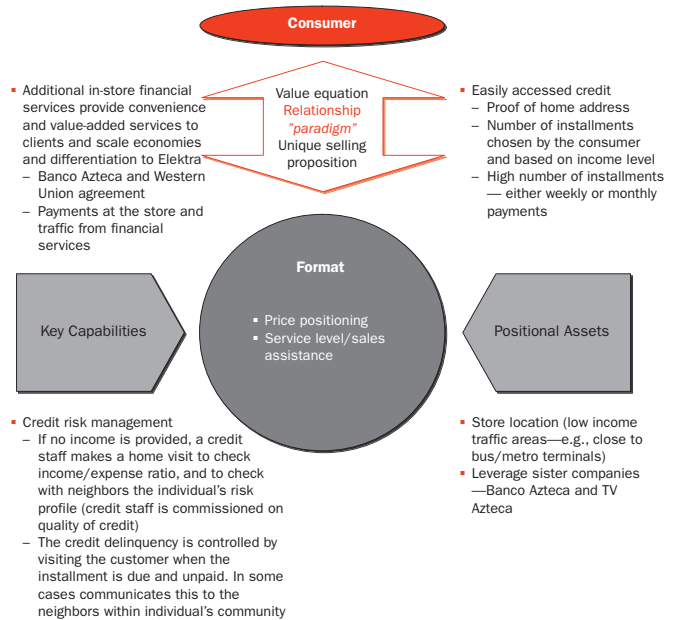 Consumer
▪ Additional in-store financial
services provide convenience
and value-added services to
clients and scale economies
and differentiation to Elektra
– Banco Azteca and Western
Union agreement
– Payments at the store and
traffic from financial
services
Value equation
Relationship
"paradigm"
Unique selling
proposition
▪ Easily accessed credit
– Proof of home address
– Number of installments
chosen by the consumer
and based on income level
– High number of installments
— either weekly or monthly
payments
Key Capabilities
Format
▪ Price positioning
▪ Service level/sales
assistance
Positional Assets
▪ Credit risk management
– If no income is provided, a credit
staff makes a home visit to check
income/expense ratio, and to check
with neighbors the individual's risk
profile (credit staff is commissioned on
quality of credit)
– The credit delinquency is controlled by
visiting the customer when the
installment is due and unpaid. In some
cases communicates this to the
neighbors within individual's community
▪ Store location (low income
traffic areas—e.g., close to
bus/metro terminals)
▪ Leverage sister companies
—Banco Azteca and TV
Azteca